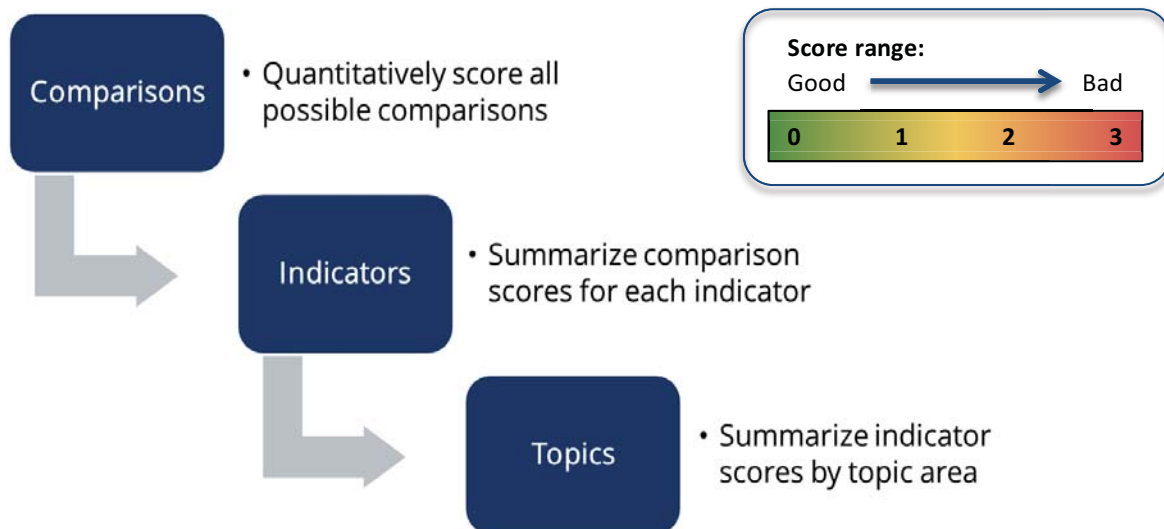 Comparisons
• Quantitatively score all
possible comparisons
Score range:
Good Bad
0 1 2 3
Indicators
• Summarize comparison
scores for each indicator
Topics
• Summarize indicator
scores by topic area